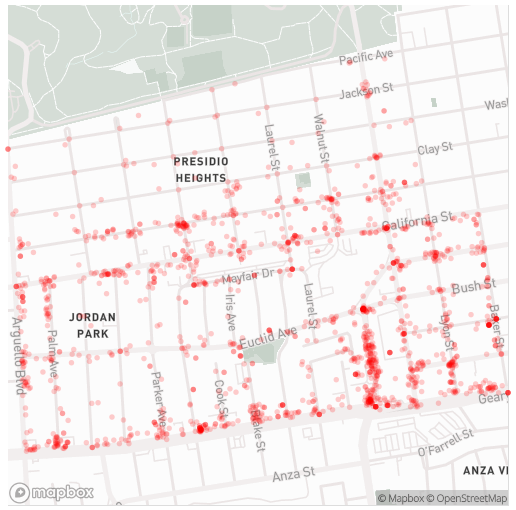 Pacific Ave
Jackson St
Wash
Clay St
Walnut St
Laurel St
PRESIDIO
HEIGHTS
California St
Mayfair Dr
Bush St
Laurel St
Iris Ave
Euclid Ave
JORDAN
PARK
Arguello Blvd
Palm Ave
Parker Ave
Cook St
Blake St
Lyon St
Baker St
Geary
O'Farrell St
Anza St
ANZA VI
mapbox
© Mapbox © OpenStreetMap